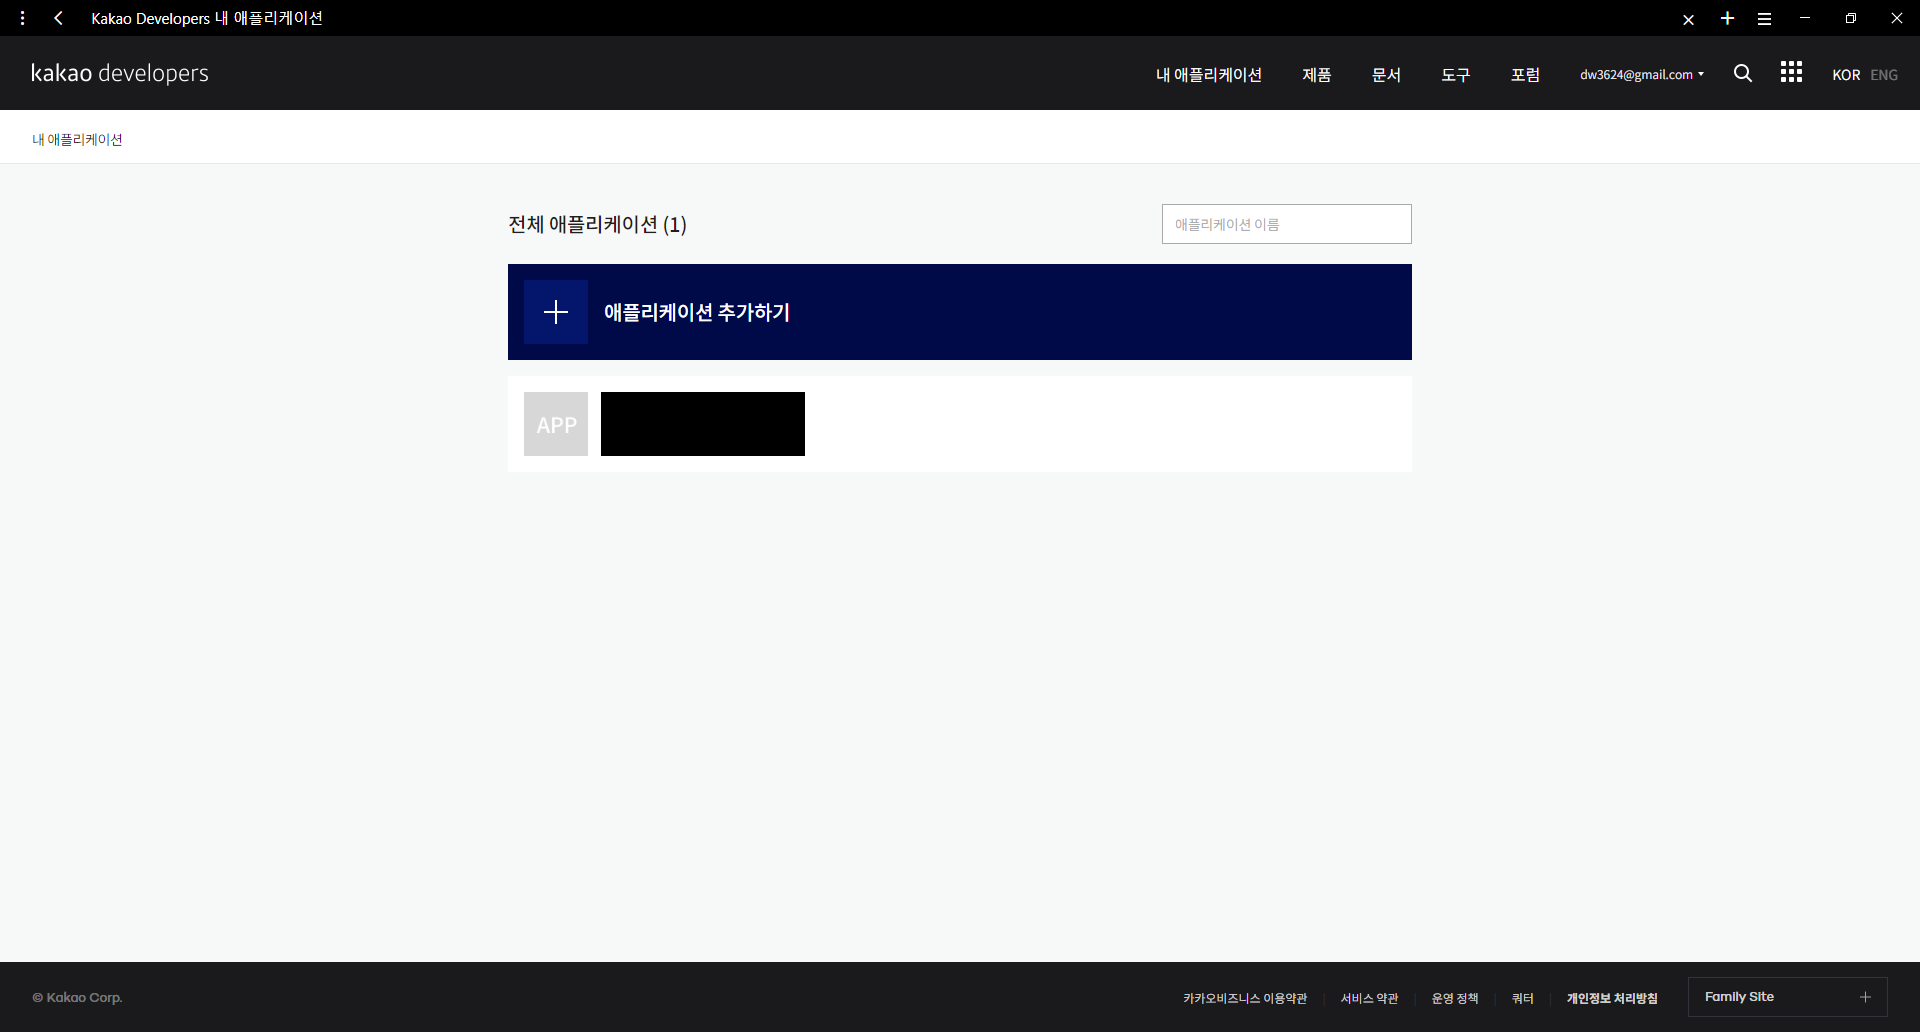 Kakao Developers 내 애플리케이션
kakao developers
내 애플리케이션 제품 문서 도구 포럼 dw3624@gmail.com KOR ENG
내 애플리케이션
전체 애플리케이션 (1)
애플리케이션 이름
애플리케이션 추가하기
APP
© Kakao Corp.
카카오비즈니스 이용약관 서비스 약관 운영 정책 쿼터 개인정보 처리방침 Family Site